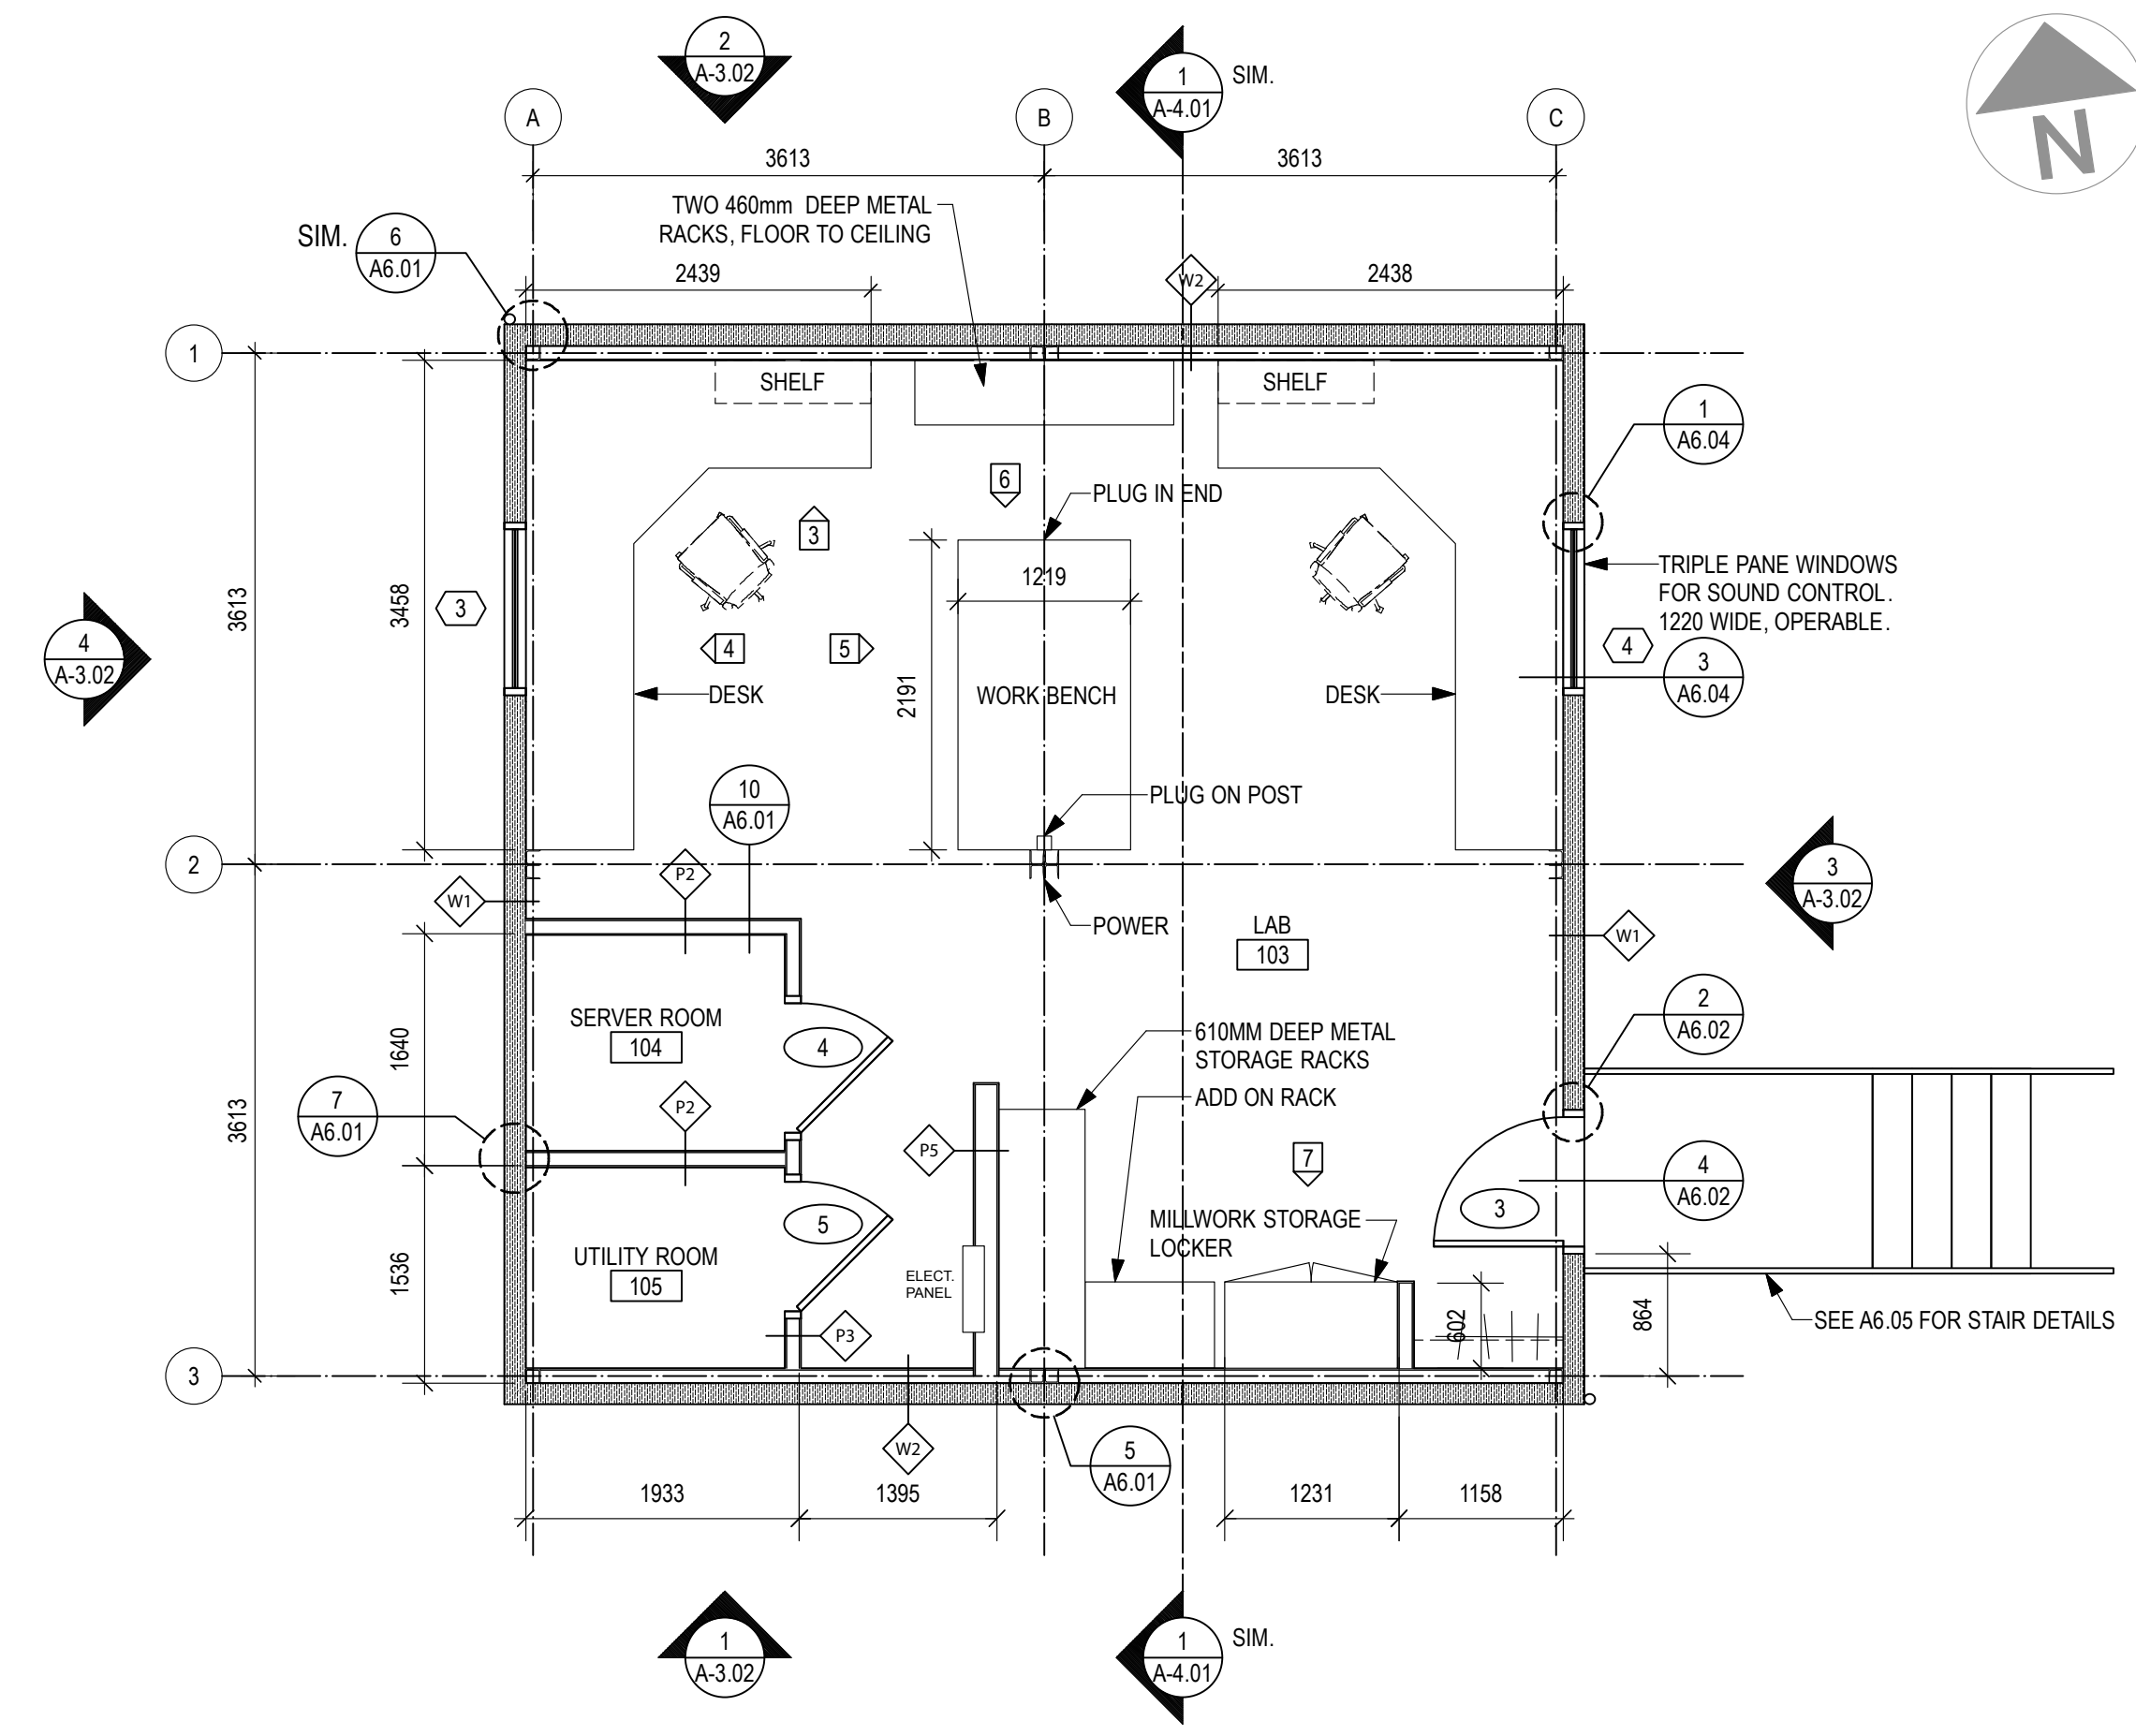 2
A-3.02
1
A-4.01
SIM.
N
A
B
C
3613
3613
TWO 460mm DEEP METAL
RACKS, FLOOR TO CEILING
SIM.
6
A6.01
2439
W2
2438
1
SHELF
SHELF
1
A6.04
6
PLUG IN END
3
TRIPLE PANE WINDOWS
FOR SOUND CONTROL.
1220 WIDE, OPERABLE.
3613
3458
3
1219
4
4
A-3.02
4
5
3
A6.04
DESK
2191
WORK BENCH
DESK
10
A6.01
PLUG ON POST
2
P2
3
A-3.02
W1
POWER
LAB
103
W1
SERVER ROOM
104
4
1640
2
A6.02
610MM DEEP METAL
STORAGE RACKS
ADD ON RACK
7
A6.01
3613
P2
P5
7
4
A6.02
3
MILLWORK STORAGE
LOCKER
5
UTILITY ROOM
105
1536
ELECT.
PANEL
602
864
SEE A6.05 FOR STAIR DETAILS
P3
3
W2
5
A6.01
1933
1395
1231
1158
1
A-3.02
1
A-4.01
SIM.